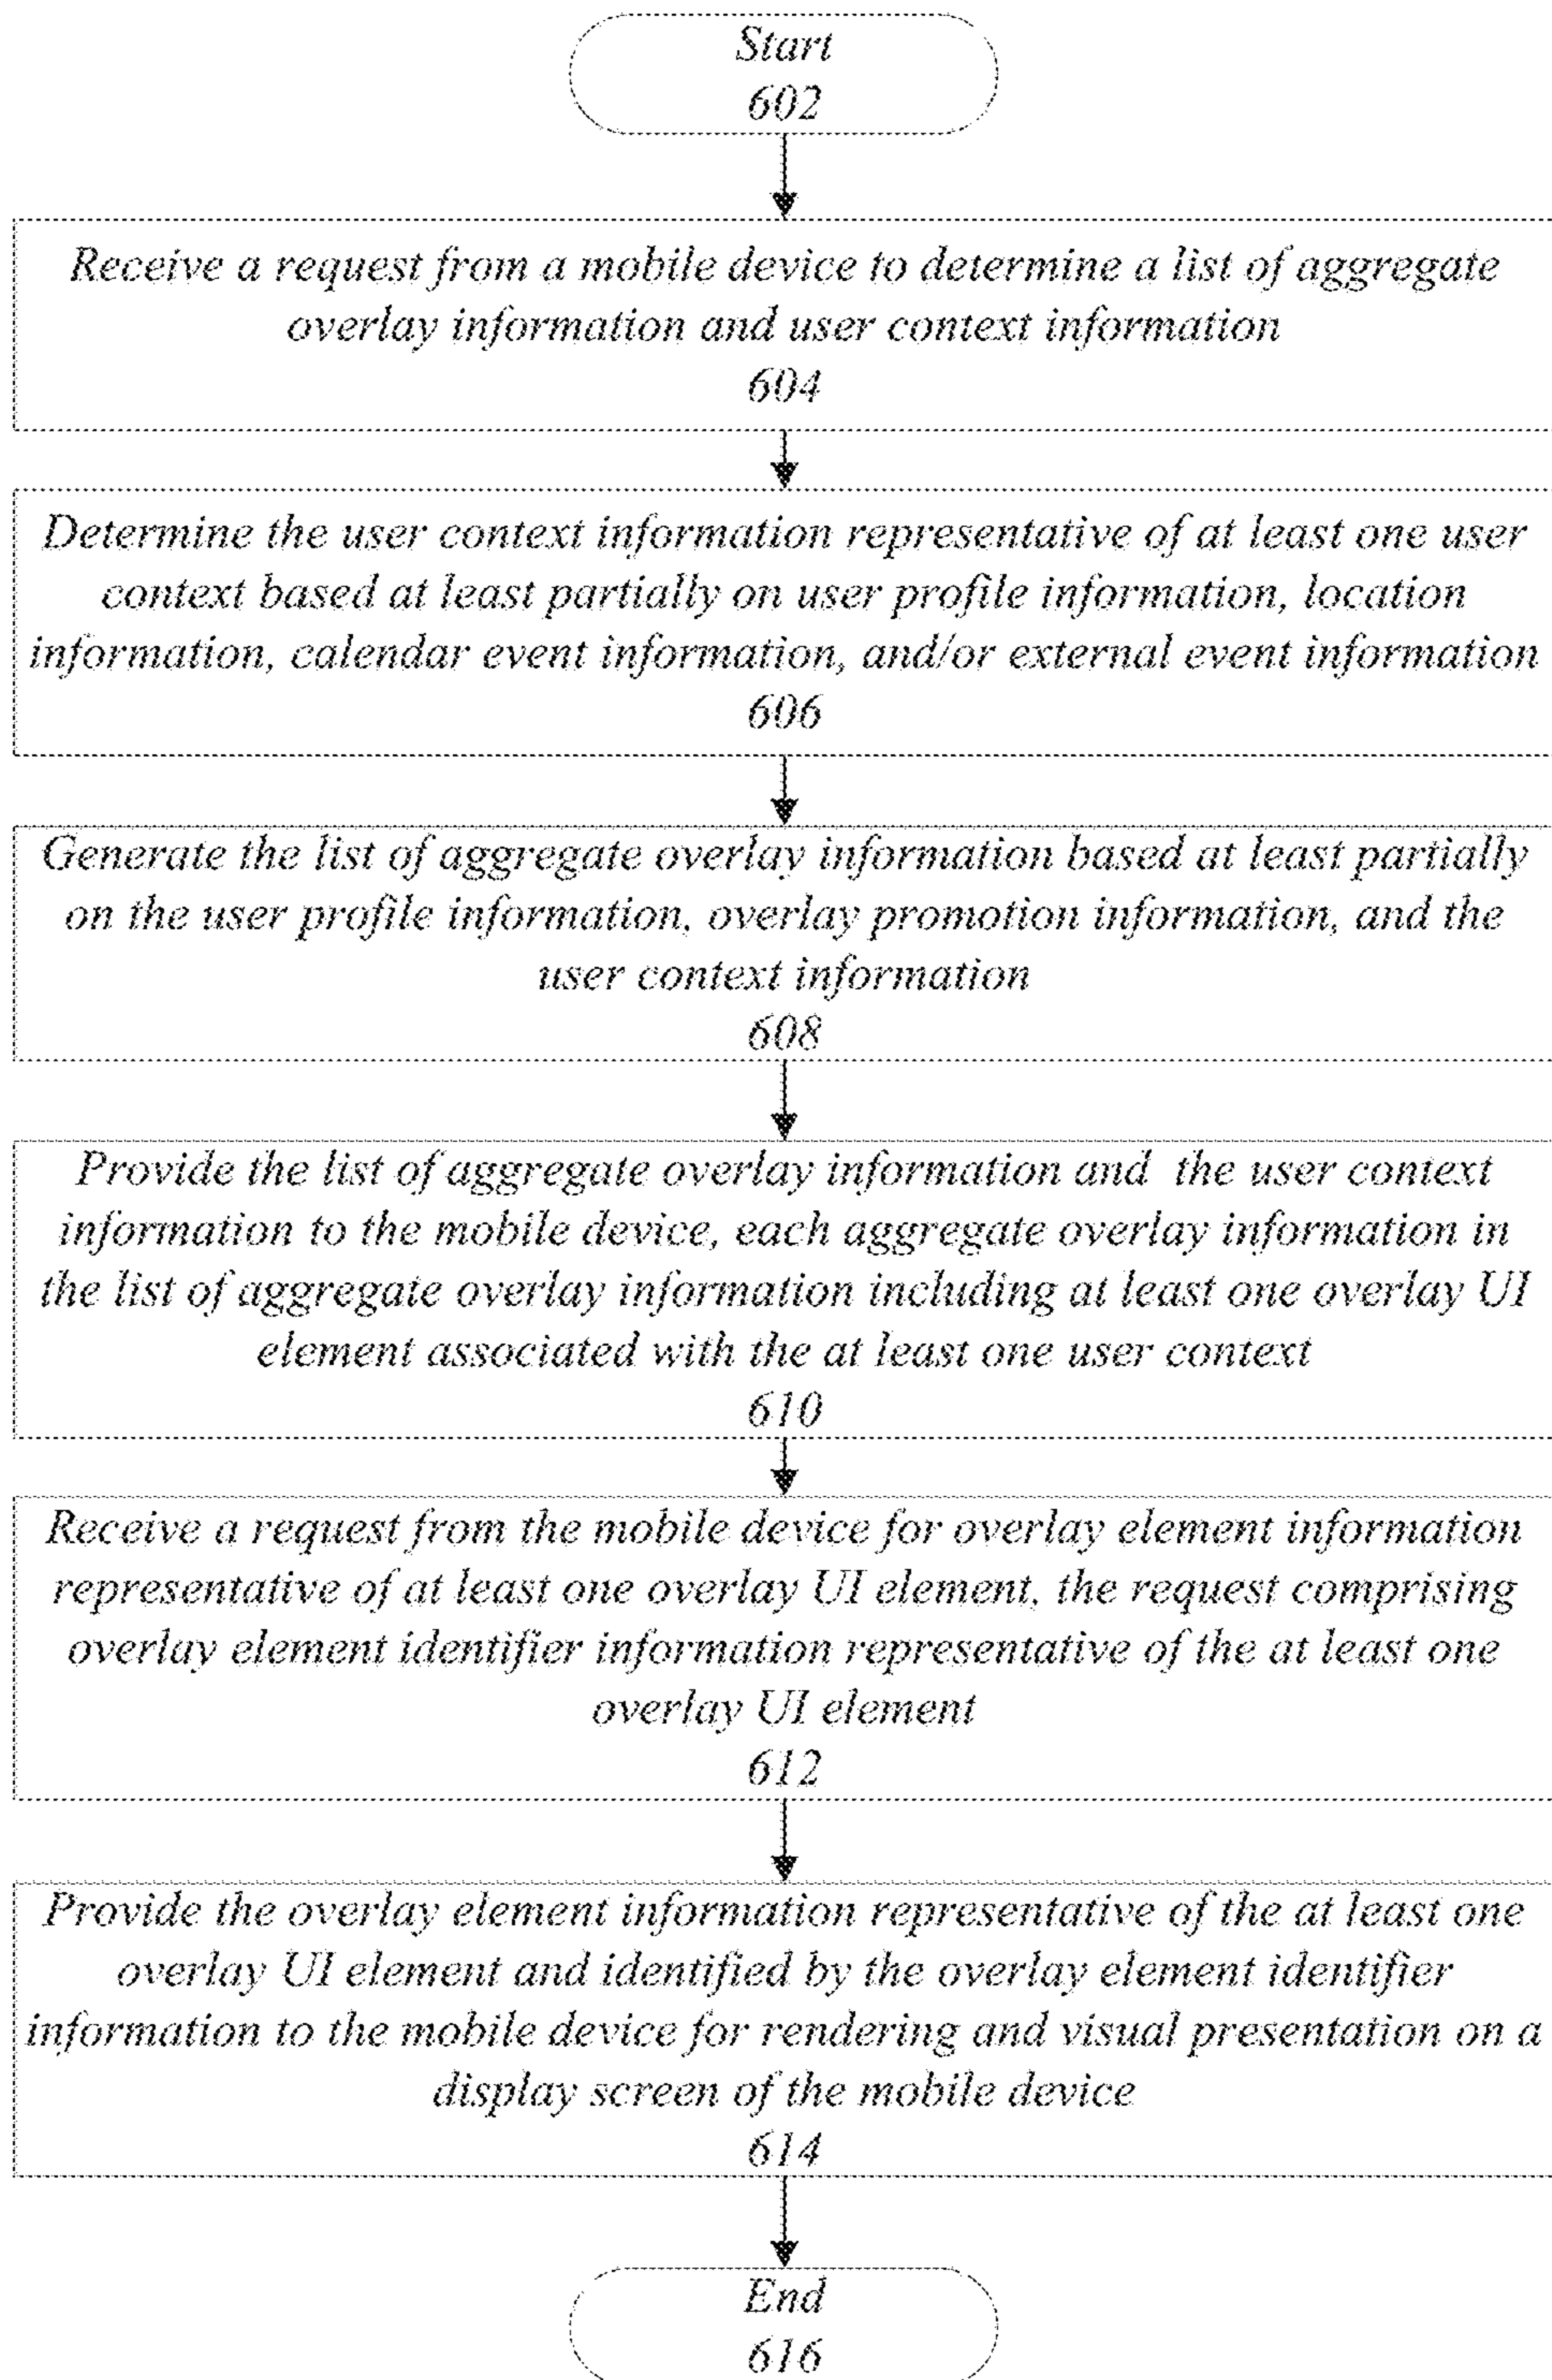 Start
602
Receive a request from a mobile device to determine a list of aggregate
overlay information and user context information
604
Determine the user context information representative of at least one user
context based at least partially on user profile information, location
information, calendar event information, and/or external event information
606
Generate the list of aggregate overlay information based at least partially
on the user profile information, overlay promotion information, and the
user context information
608
Provide the list of aggregate overlay information and the user context
information to the mobile device, each aggregate overlay information in
the list of aggregate overlay information including at least one overlay UI
element associated with the at least one user context
610
Receive a request from the mobile device for overlay element information
representative of at least one overlay UI element, the request comprising
overlay element identifier information representative of the at least one
overlay UI element
612
Provide the overlay element information representative of the at least one
overlay UI element and identified by the overlay element identifier
information to the mobile device for rendering and visual presentation on a
display screen of the mobile device
614
End
616